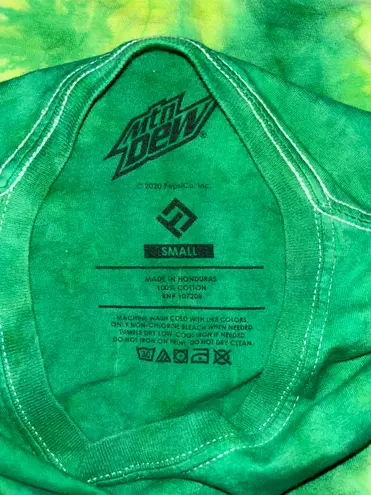 mtn
DEW®
© 2020 PepsiCo, Inc.
SMALL
MADE IN HONDURAS
100% COTTON
RN# 107208
MACHINE WASH COLD WITH LIKE COLORS.
ONLY NON-CHLORINE BLEACH WHEN NEEDED.
TUMBLE DRY LOW. COOL IRON IF NEEDED.
DO NOT IRON ON PRINT. DO NOT DRY CLEAN.